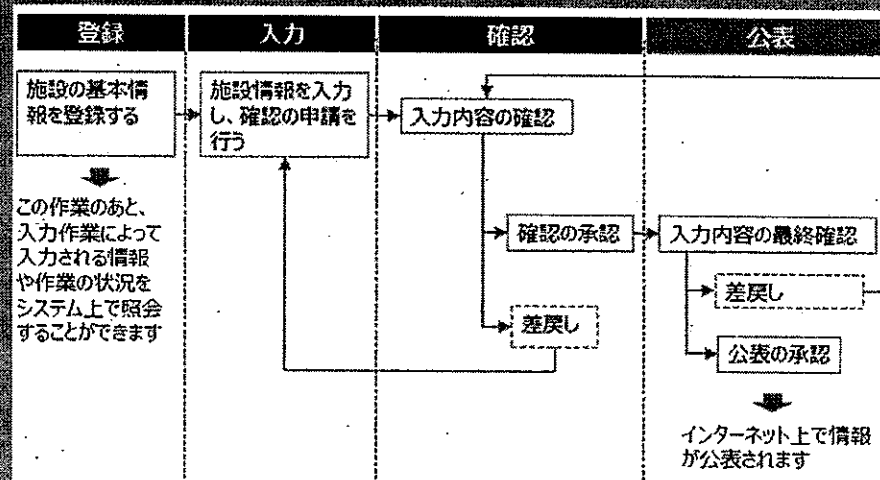 登録
入力
確認
公表
施設の基本情
報を登録する
施設情報を入力
し、確認の申請を
行う
入力内容の確認
この作業のあと、
入力作業によって
入力される情報
や作業の状況を
システム上で照会
することができます
確認の承認
入力内容の最終確認
差戻し
差戻し
公表の承認
インターネット上で情報
が公表されます